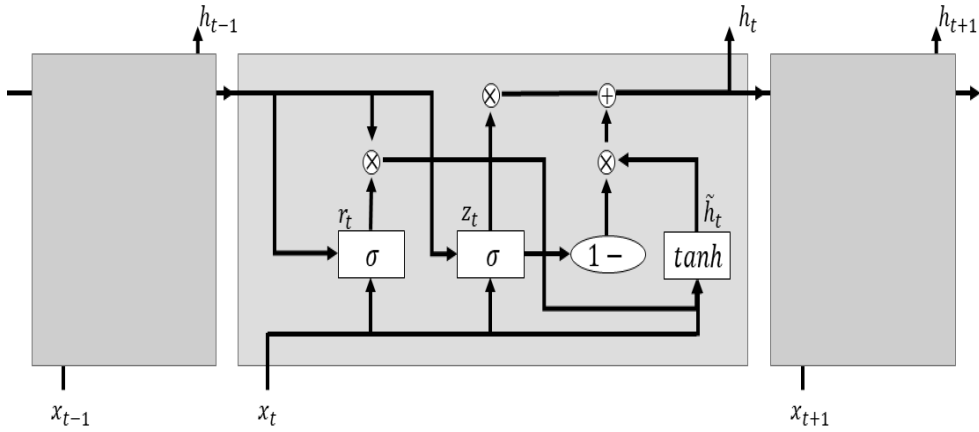 h_{t−1}
h_t
h_{t+1}
×
+
×
×
r_t
z_t
h̃_t
σ
σ
1 −
tanh
x_{t−1}
x_t
x_{t+1}